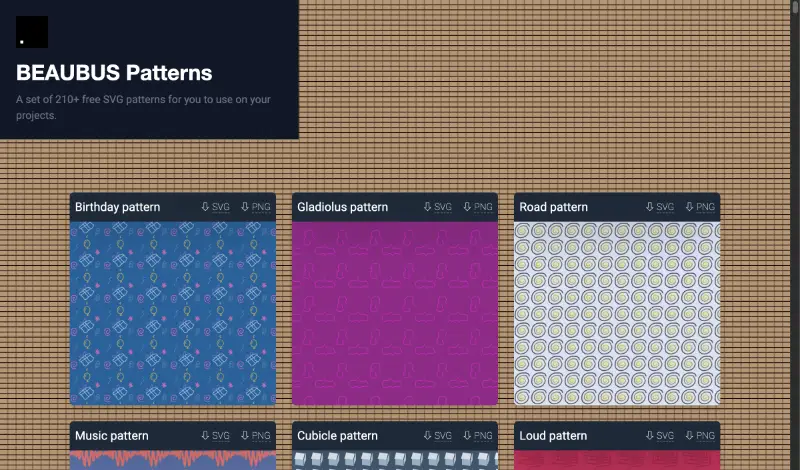 BEAUBUS Patterns
A set of 210+ free SVG patterns for you to use on your
projects.
Birthday pattern SVG PNG
Gladiolus pattern SVG PNG
Road pattern SVG PNG
Music pattern SVG PNG
Cubicle pattern SVG PNG
Loud pattern SVG PNG